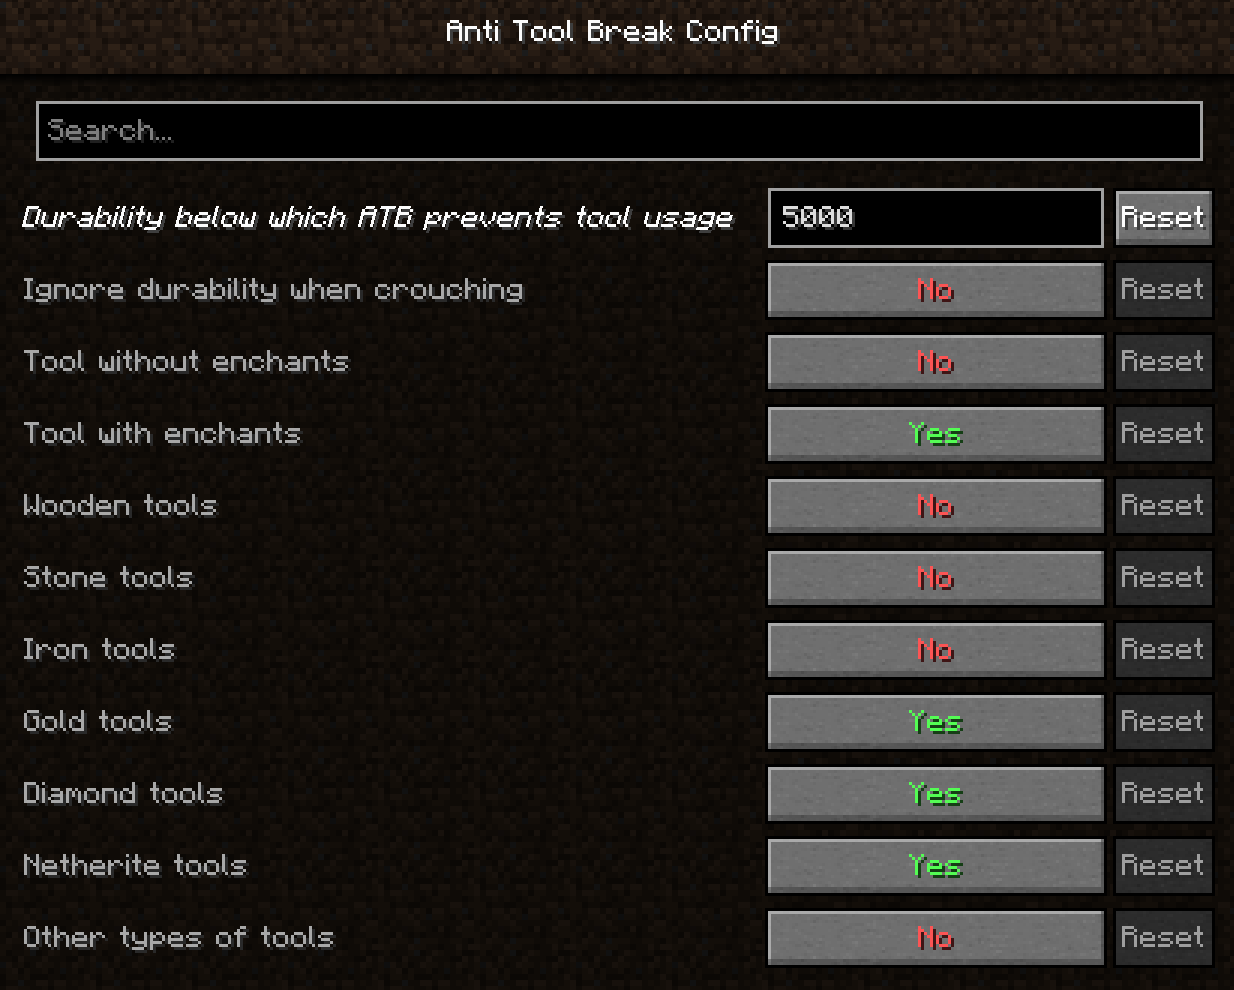 Anti Tool Break Config
Search...
Durability below which ATB prevents tool usage 5000 Reset
Ignore durability when crouching No Reset
Tool without enchants No Reset
Tool with enchants Yes Reset
Wooden tools No Reset
Stone tools No Reset
Iron tools No Reset
Gold tools Yes Reset
Diamond tools Yes Reset
Netherite tools Yes Reset
Other types of tools No Reset